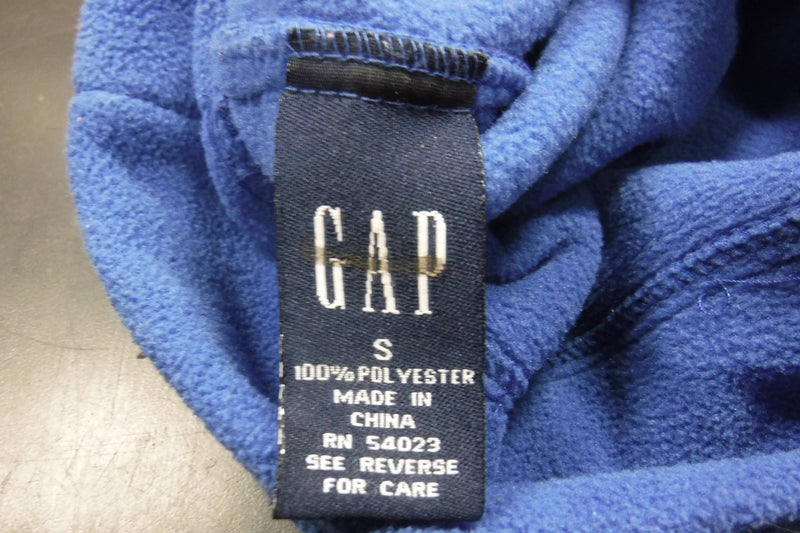 GAP
S
100% POLYESTER
MADE IN
CHINA
RN 54023
SEE REVERSE
FOR CARE